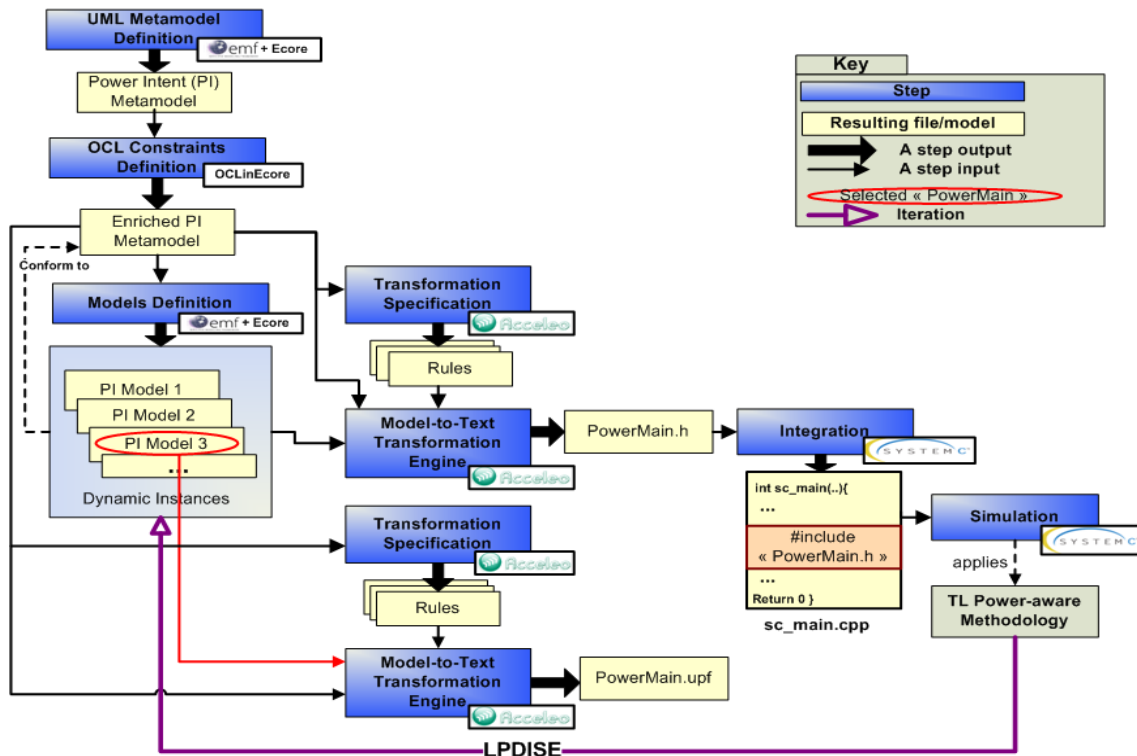 UML Metamodel
Definition
emf + Ecore
Power Intent (PI)
Metamodel
OCL Constraints
Definition
OCLinEcore
Enriched PI
Metamodel
Conform to
Models Definition
emf + Ecore
PI Model 1
PI Model 2
PI Model 3
...
Dynamic Instances
Transformation
Specification
Acceleo
Rules
Model-to-Text
Transformation
Engine
Acceleo
PowerMain.h
Integration
SYSTEMC
int sc_main(..){
...
#include
« PowerMain.h »
...
Return 0 }
sc_main.cpp
Simulation
SYSTEMC
applies
TL Power-aware
Methodology
Transformation
Specification
Acceleo
Rules
Model-to-Text
Transformation
Engine
Acceleo
PowerMain.upf
LPDISE
Key
Step
Resulting file/model
A step output
A step input
Selected « PowerMain »
Iteration